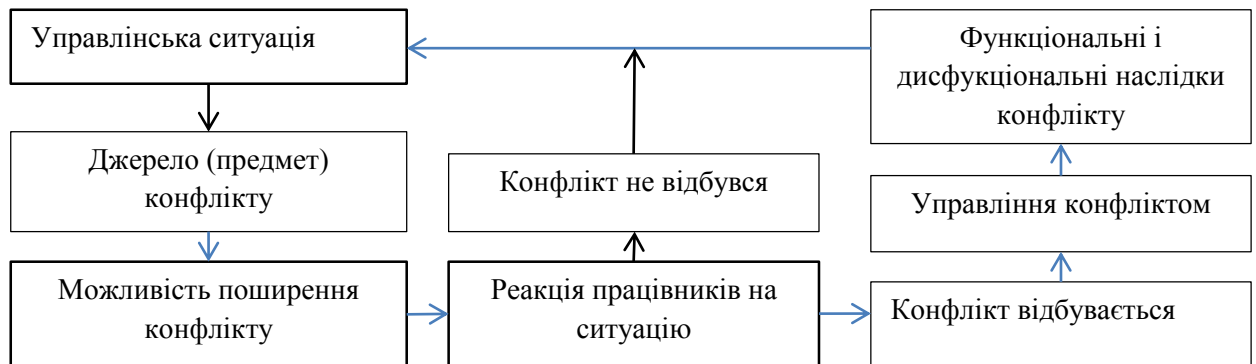 Управлінська ситуація
Джерело (предмет)
конфлікту
Можливість поширення
конфлікту
Конфлікт не відбувся
Реакція працівників на
ситуацію
Функціональні і
дисфукціональні наслідки
конфлікту
Управління конфліктом
Конфлікт відбувається